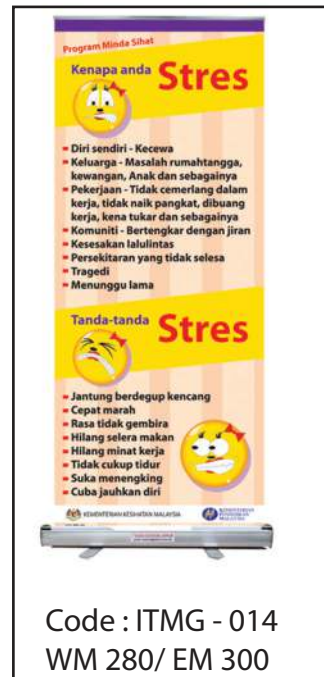 Program Minda Sihat
Kenapa anda Stres
Diri sendiri - Kecewa
Keluarga - Masalah rumahtangga,
kewangan, Anak dan sebagainya
Pekerjaan - Tidak cemerlang dalam
kerja, tidak naik pangkat, dibuang
kerja, kena tukar dan sebagainya
Komuniti - Bertengkar dengan jiran
Kesesakan lalulintas
Persekitaran yang tidak selesa
Tragedi
Menunggu lama
Tanda-tanda Stres
Jantung berdegup kencang
Cepat marah
Rasa tidak gembira
Hilang selera makan
Hilang minat kerja
Tidak cukup tidur
Suka menengking
Cuba jauhkan diri
KEMENTERIAN KESIHATAN MALAYSIA
KEMENTERIAN
PENDIDIKAN
MALAYSIA
Code : ITMG - 014
WM 280/ EM 300